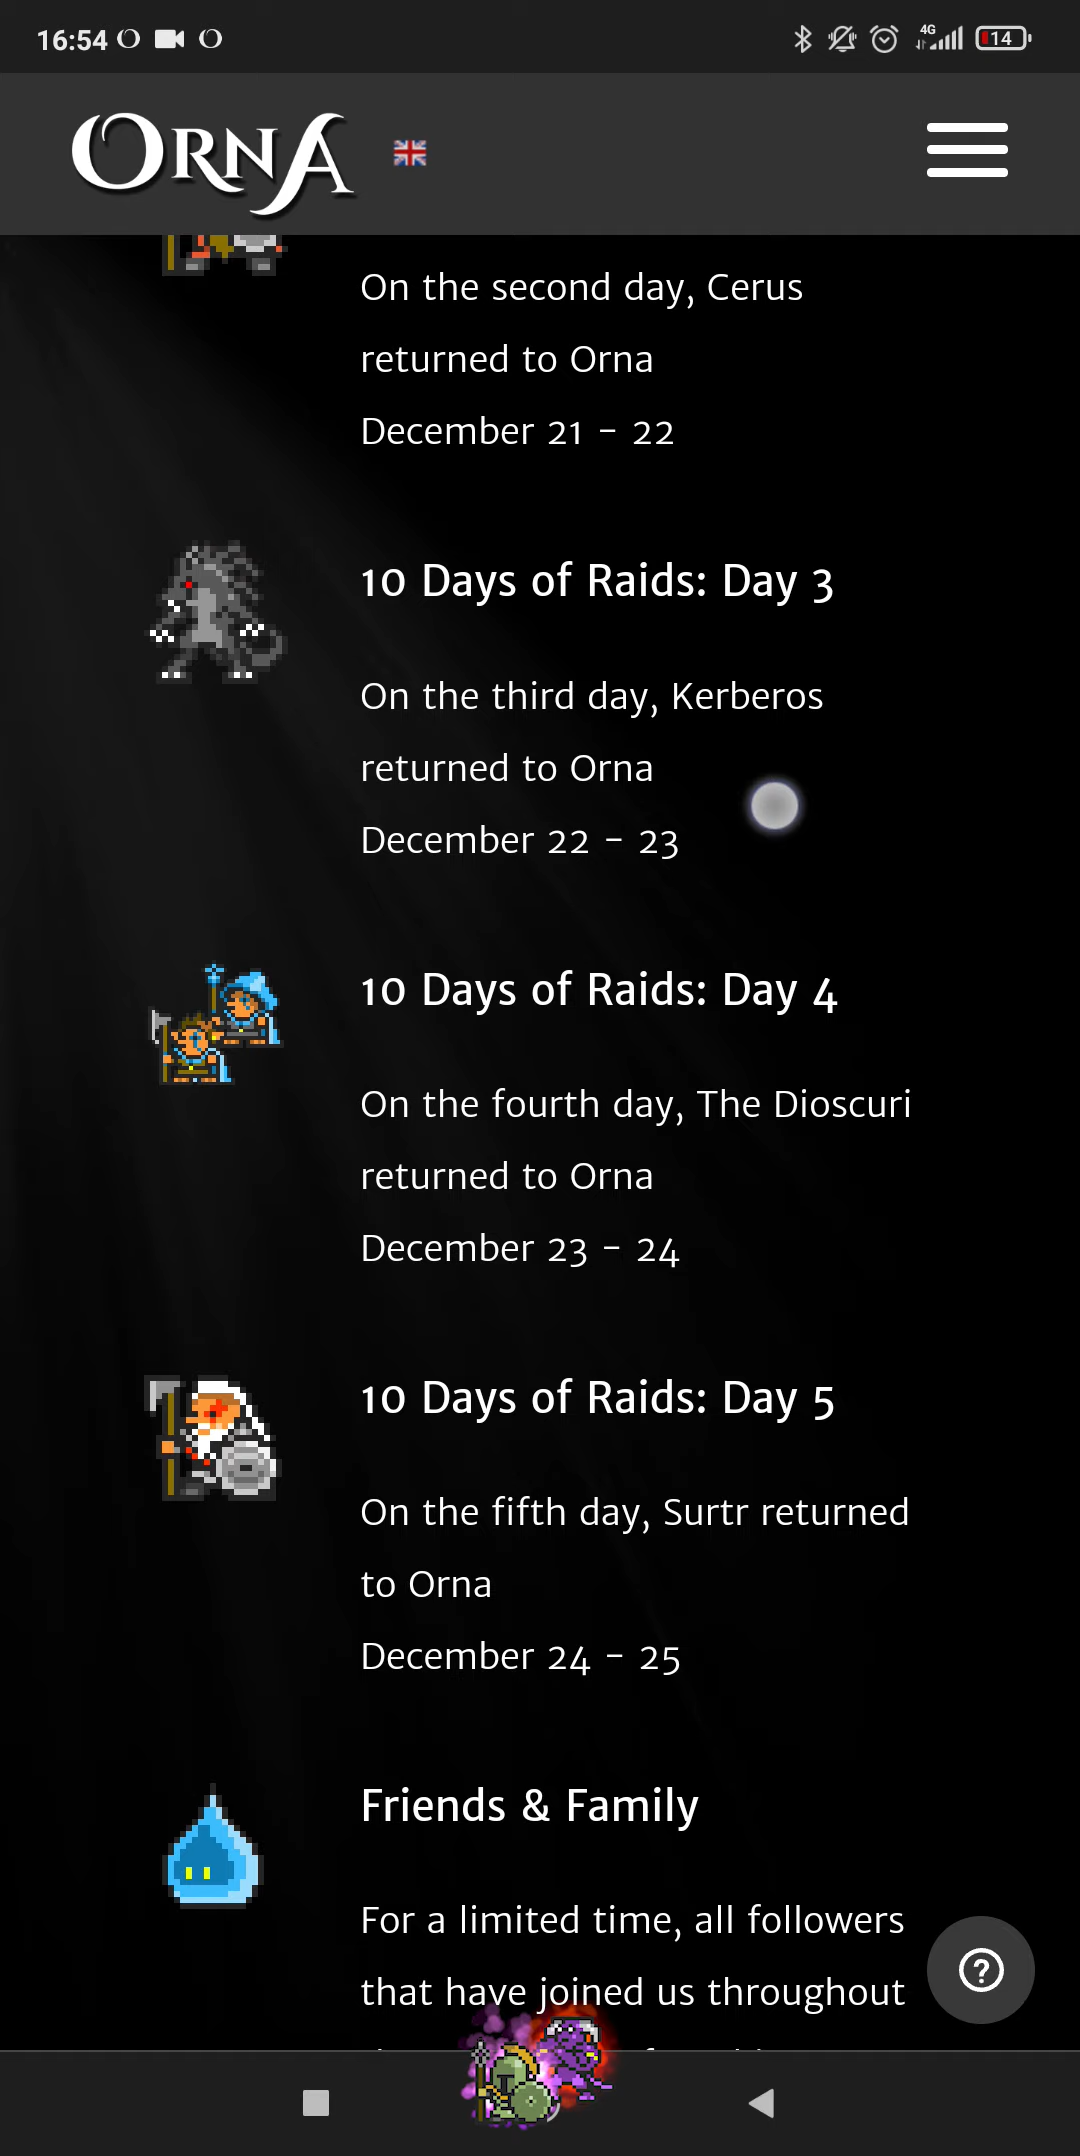 16:54
4G
14
ORNA
On the second day, Cerus
returned to Orna
December 21 - 22
10 Days of Raids: Day 3
On the third day, Kerberos
returned to Orna
December 22 - 23
10 Days of Raids: Day 4
On the fourth day, The Dioscuri
returned to Orna
December 23 - 24
10 Days of Raids: Day 5
On the fifth day, Surtr returned
to Orna
December 24 - 25
Friends & Family
For a limited time, all followers
that have joined us throughout